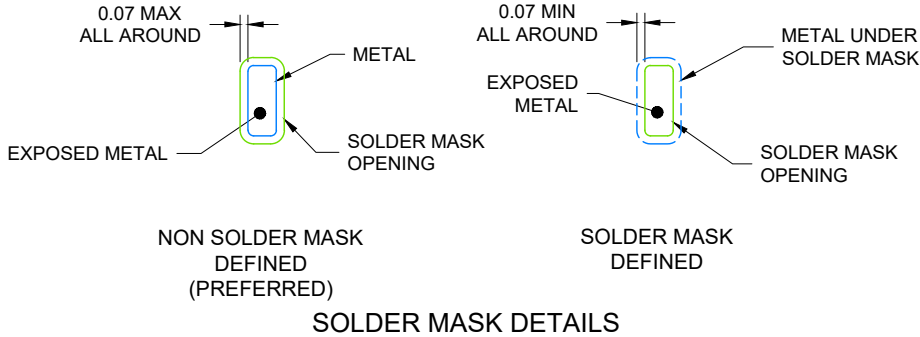 0.07 MAX
ALL AROUND
METAL
EXPOSED METAL
SOLDER MASK
OPENING
NON SOLDER MASK
DEFINED
(PREFERRED)
0.07 MIN
ALL AROUND
METAL UNDER
SOLDER MASK
EXPOSED
METAL
SOLDER MASK
OPENING
SOLDER MASK
DEFINED
SOLDER MASK DETAILS